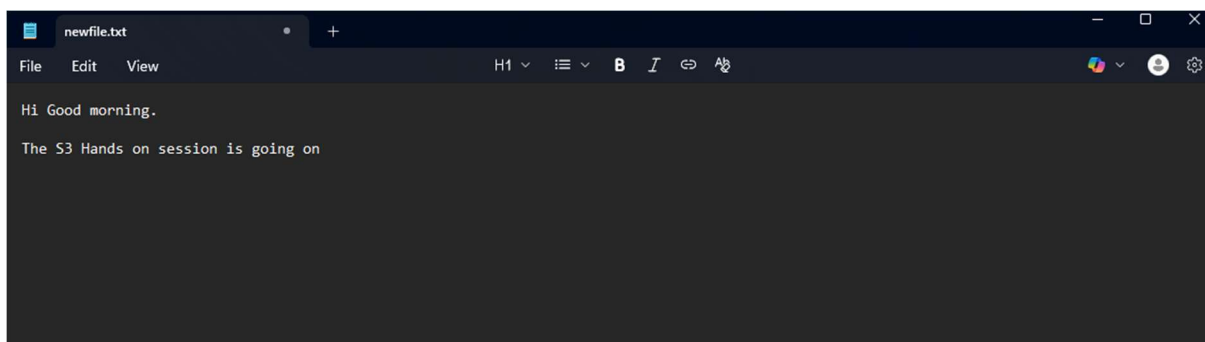 newfile.txt
File Edit View H1 B I
Hi Good morning.
The S3 Hands on session is going on